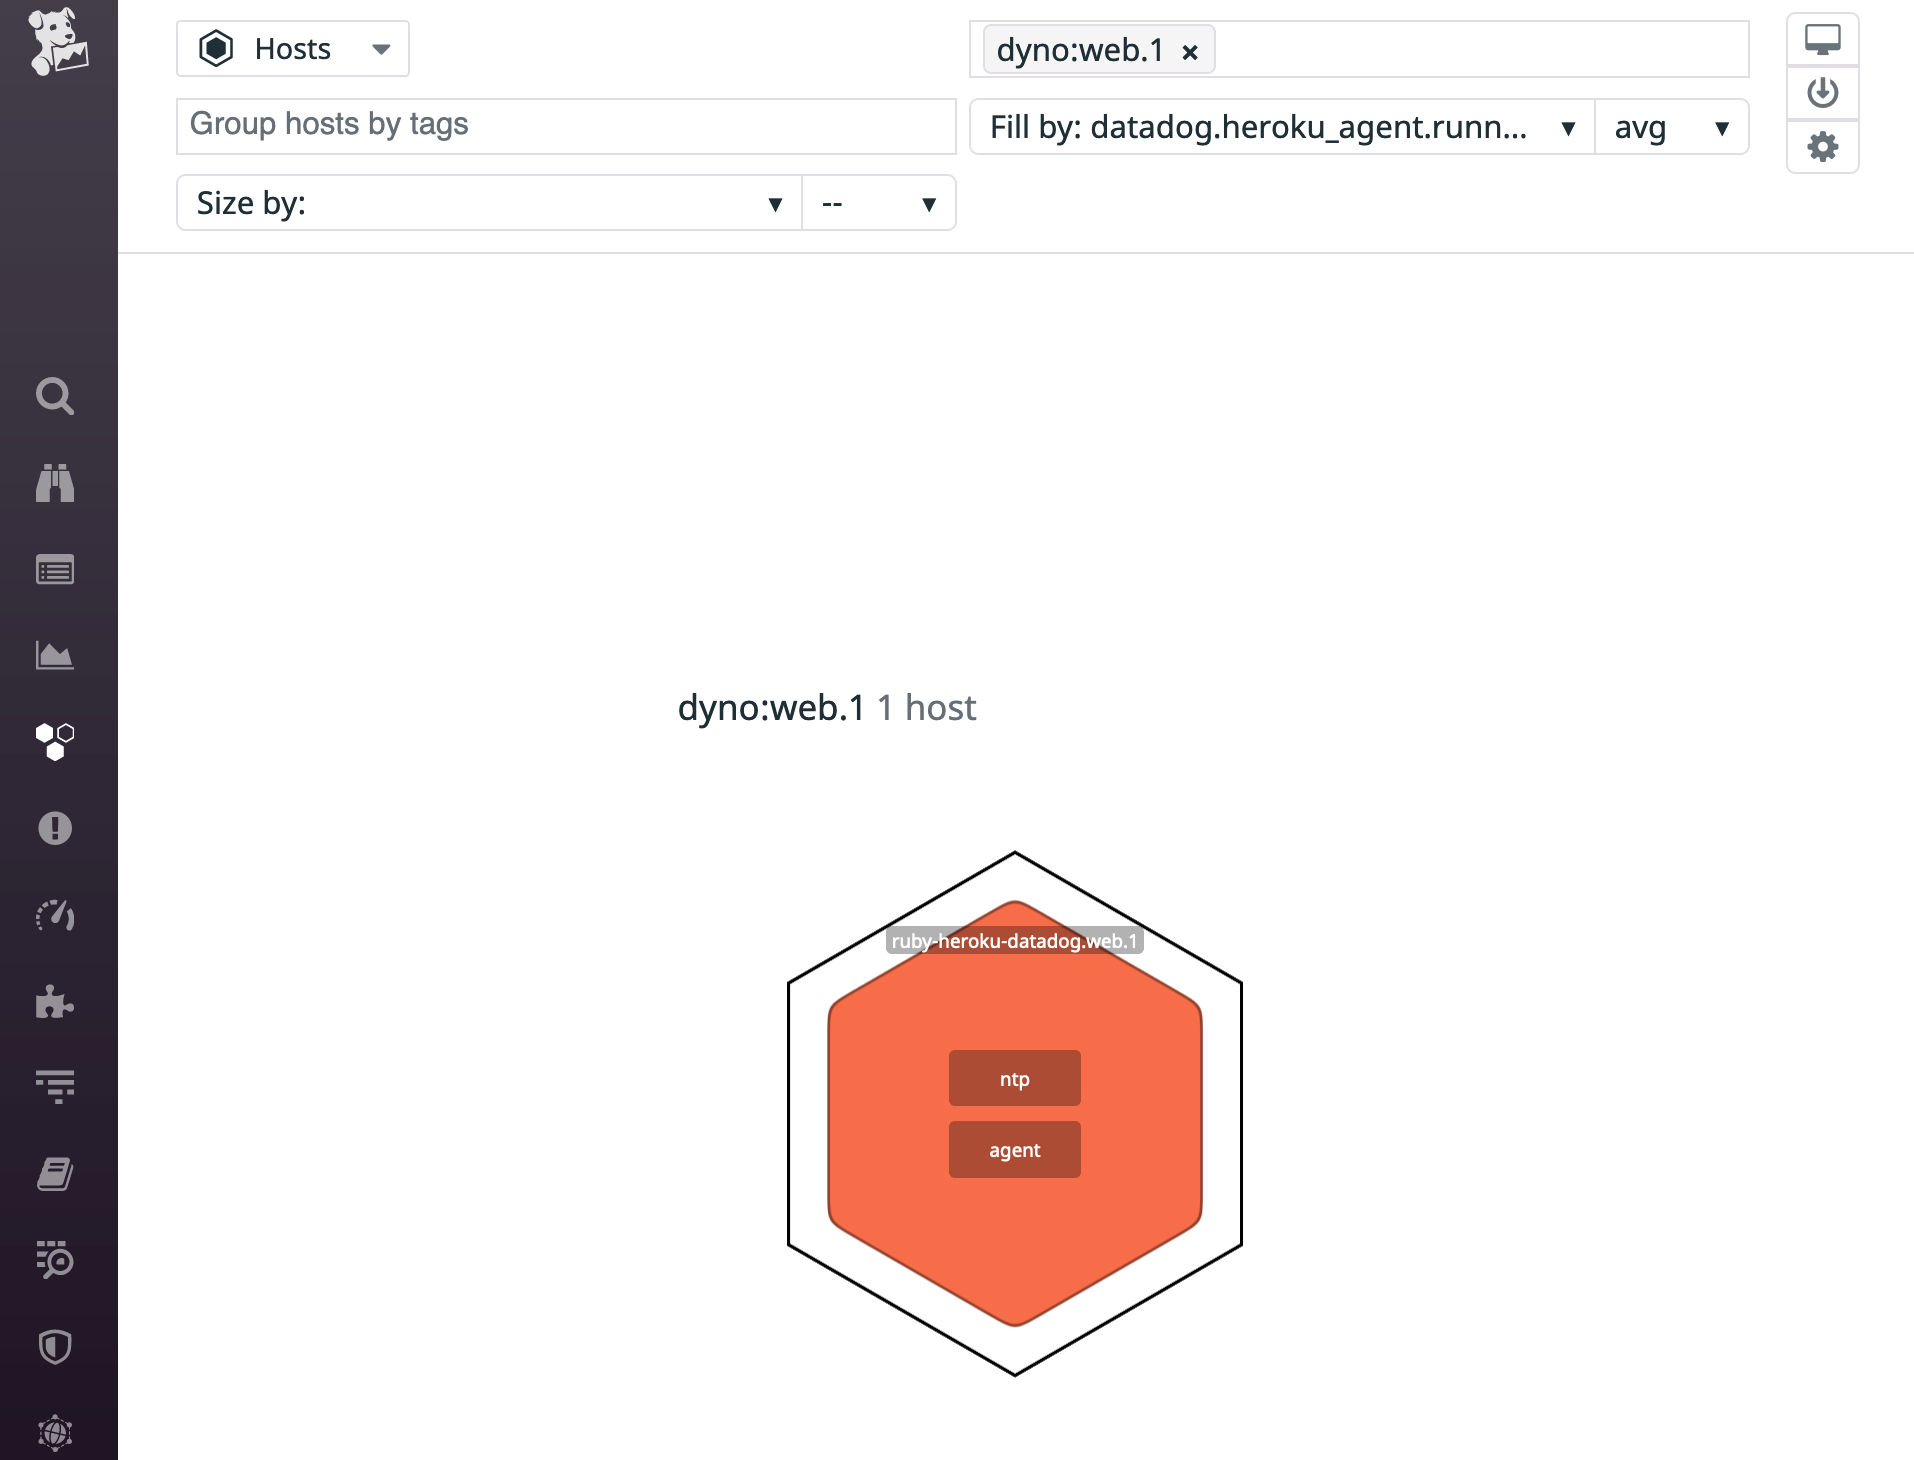 Hosts
dyno:web.1 ×
Group hosts by tags
Fill by: datadog.heroku_agent.runn...
avg
Size by:
--
dyno:web.1 1 host
ruby-heroku-datadog.web.1
ntp
agent